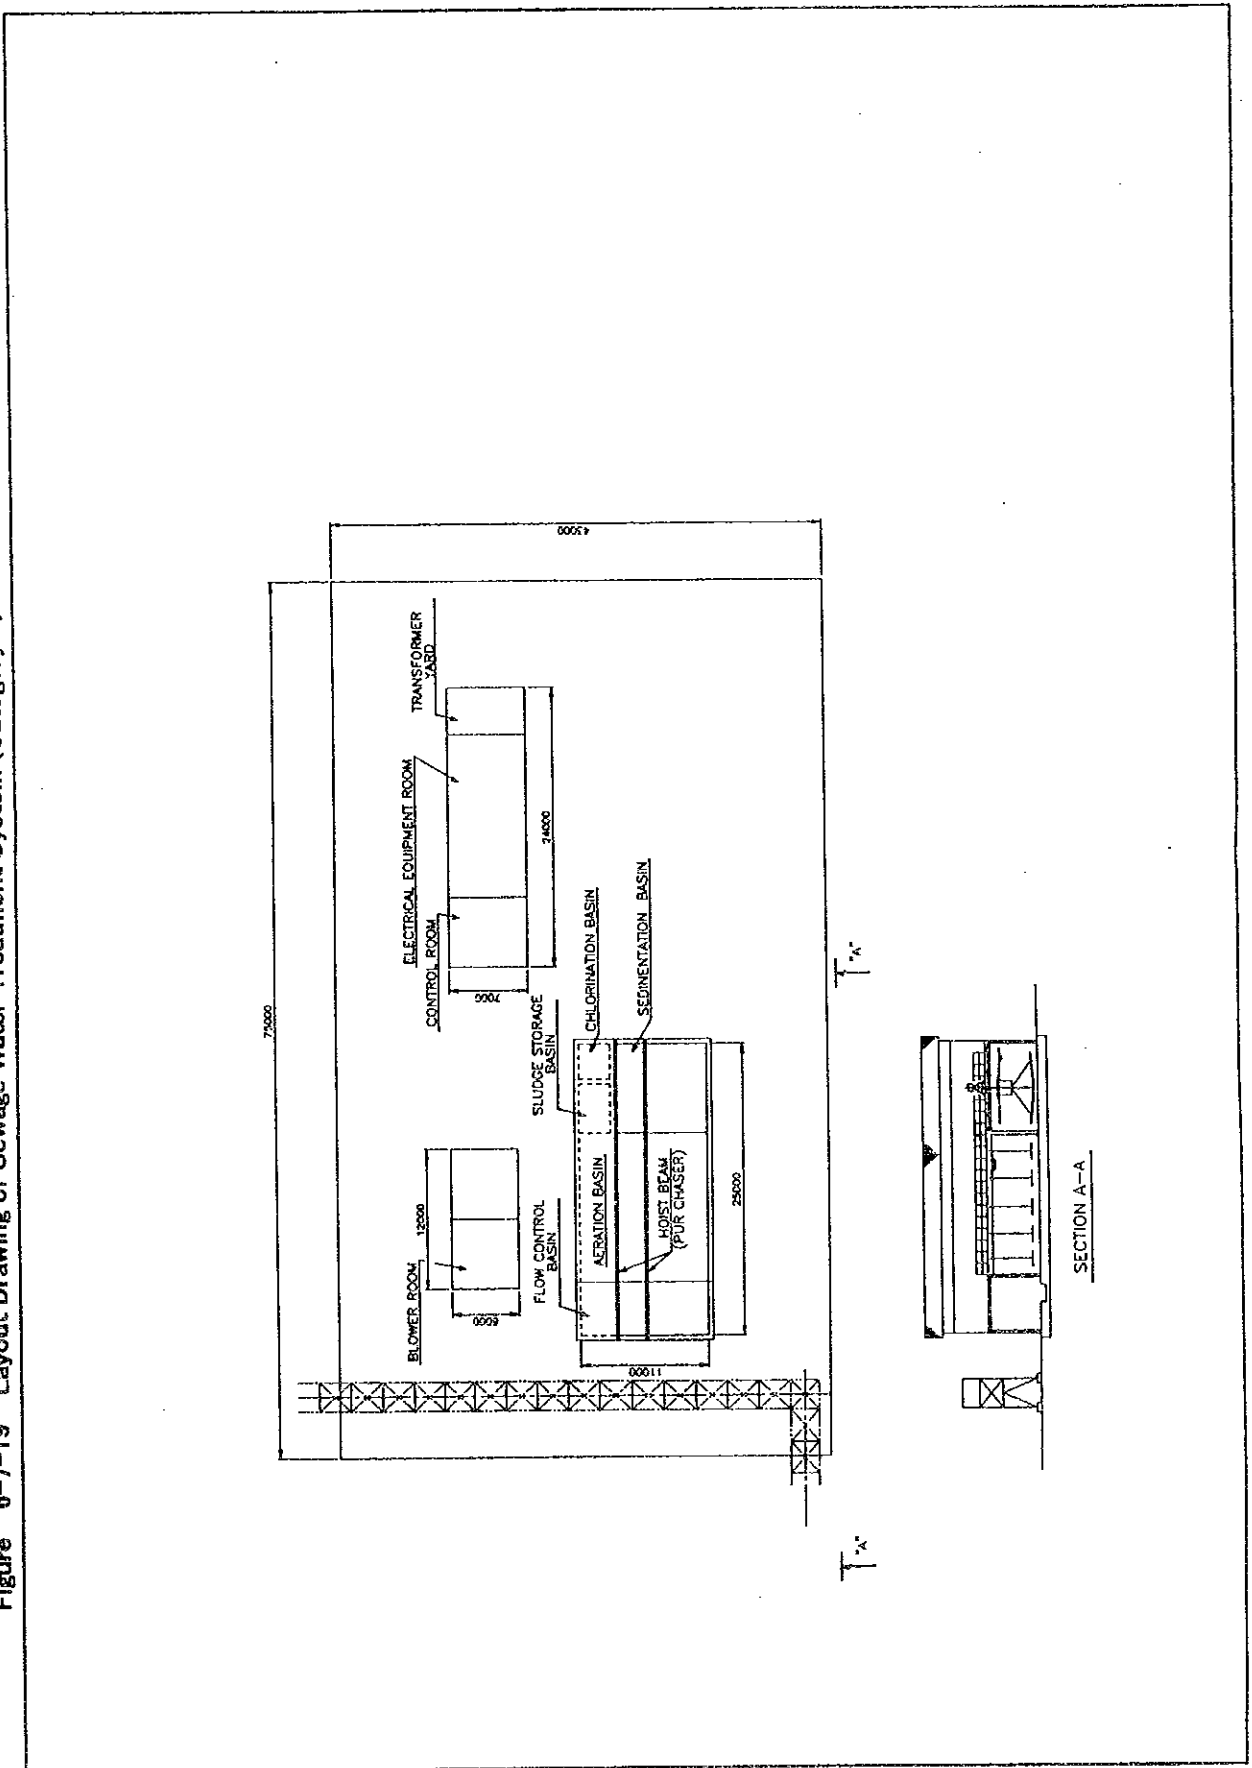 Figure 6-7-19 Layout Drawing of Sewage Water Treatment System
75000
43000
TRANSFORMER
YARD
ELECTRICAL EQUIPMENT ROOM
CONTROL ROOM
7000
24000
BLOWER ROOM
12000
6000
FLOW CONTROL
BASIN
SLUDGE STORAGE
BASIN
CHLORINATION BASIN
SEDINENTATION BASIN
AERATION BASIN
HOIST BEAM
(PUR CHASER)
25000
11000
"A"
"A"
SECTION A-A